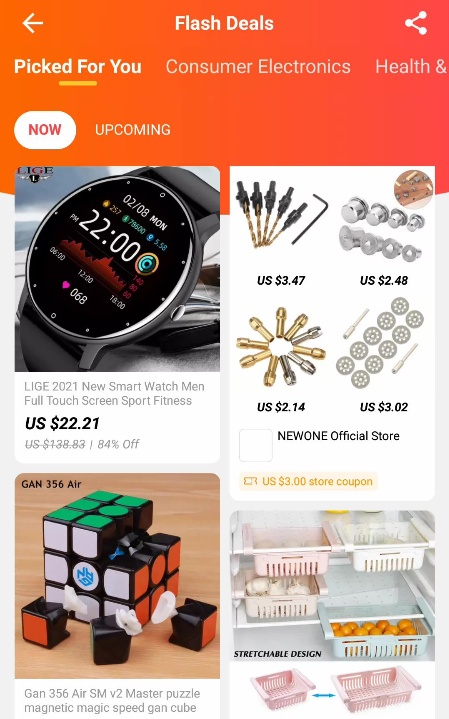 Flash Deals
Picked For You
Consumer Electronics
Health &
NOW
UPCOMING
LIGE
02/08 MON
257
79600
5.58
PM
22:00
06:00
12:00
18:00
068
LIGE 2021 New Smart Watch Men
Full Touch Screen Sport Fitness
US $22.21
US $138.83 | 84% Off
US $3.47
US $2.48
US $2.14
US $3.02
NEWONE Official Store
US $3.00 store coupon
GAN 356 Air
Gan 356 Air SM v2 Master puzzle
magnetic magic speed gan cube
STRETCHABLE DESIGN